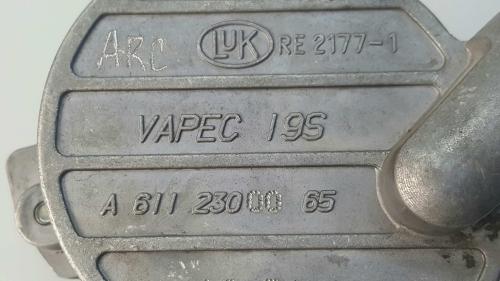 ARC LUK RE 2177-1
VAPEC 19S
A 611 230 00 65